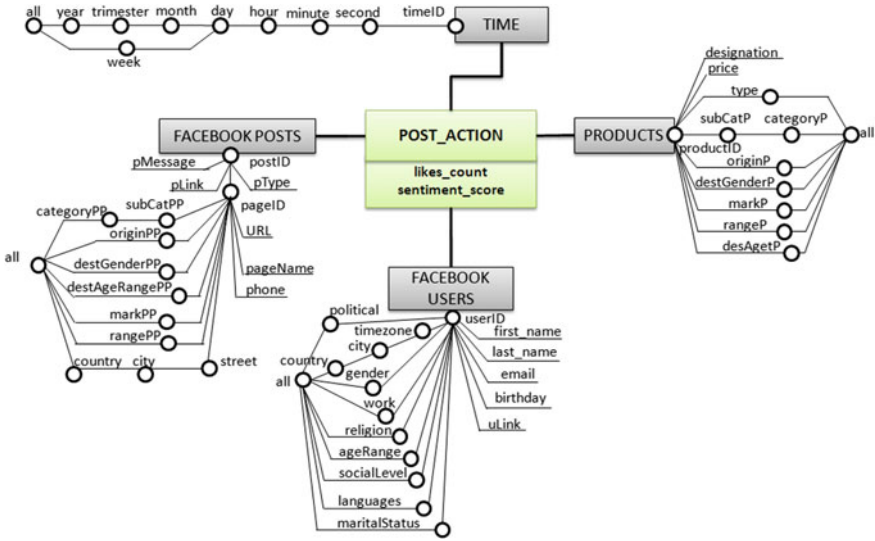 all year trimester month day hour minute second timeID
TIME
week
designation
price
type
subCatP categoryP
FACEBOOK POSTS
POST_ACTION
PRODUCTS
all
productID
pMessage postID
likes_count
sentiment_score
originP
pLink pType
destGenderP
categoryPP subCatPP pageID
markP
originPP
URL
rangeP
all
destGenderPP
pageName
desAgetP
destAgeRangePP
phone
FACEBOOK
USERS
markPP
political
userID
rangePP
timezone
first_name
country city street
city
last_name
country
all
gender
email
work
birthday
religion
uLink
ageRange
socialLevel
languages
maritalStatus